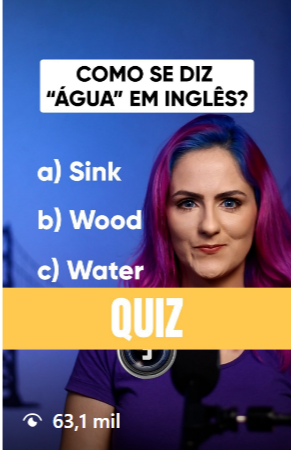 COMO SE DIZ
“ÁGUA” EM INGLÊS?
a) Sink
b) Wood
c) Water
QUIZ
63,1 mil